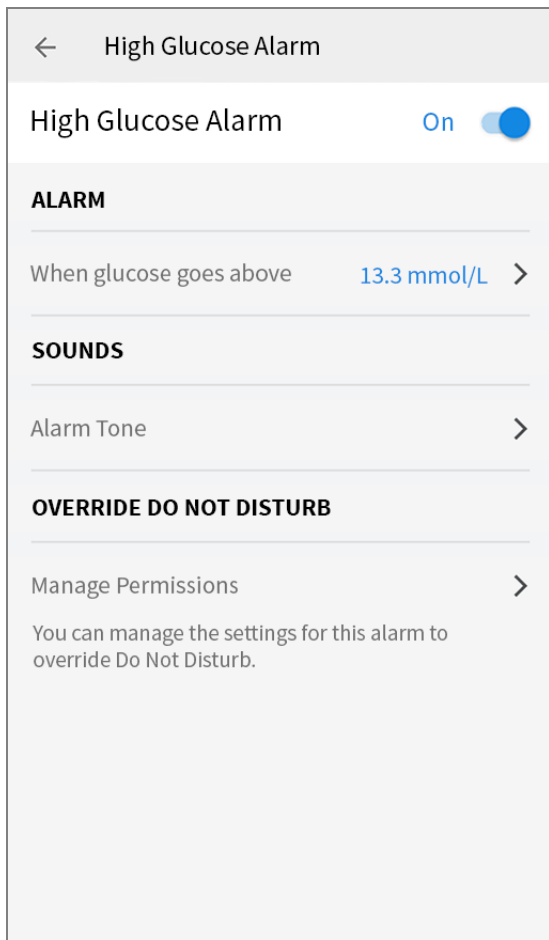 High Glucose Alarm
High Glucose Alarm On
ALARM
When glucose goes above 13.3 mmol/L
SOUNDS
Alarm Tone
OVERRIDE DO NOT DISTURB
Manage Permissions
You can manage the settings for this alarm to
override Do Not Disturb.